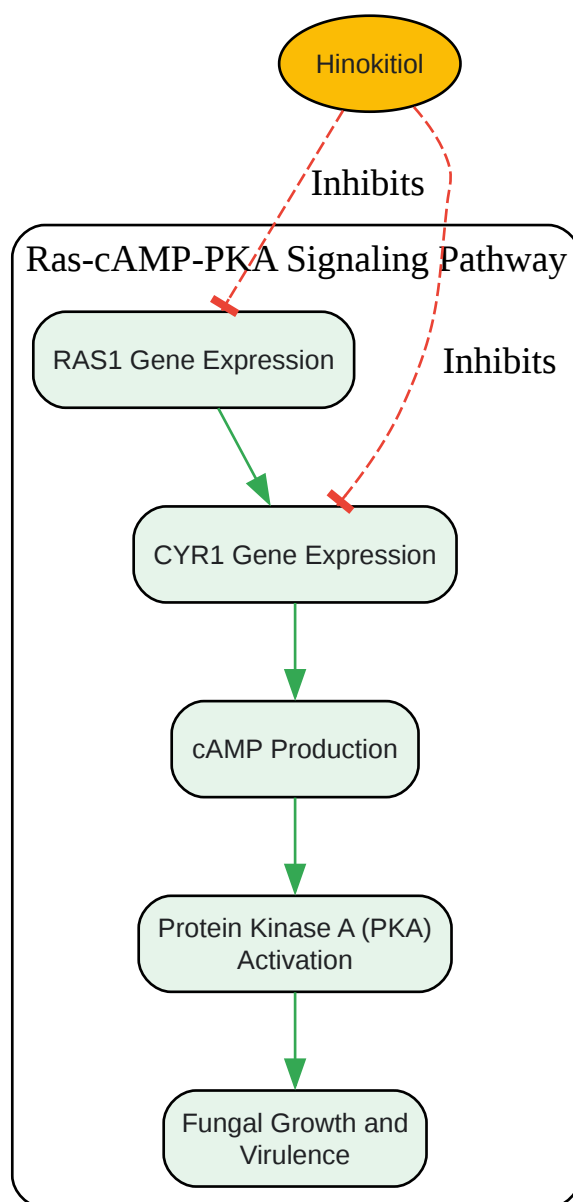 Hinokitiol
Inhibits
Ras-cAMP-PKA Signaling Pathway
RAS1 Gene Expression
Inhibits
CYR1 Gene Expression
cAMP Production
Protein Kinase A (PKA)
Activation
Fungal Growth and
Virulence